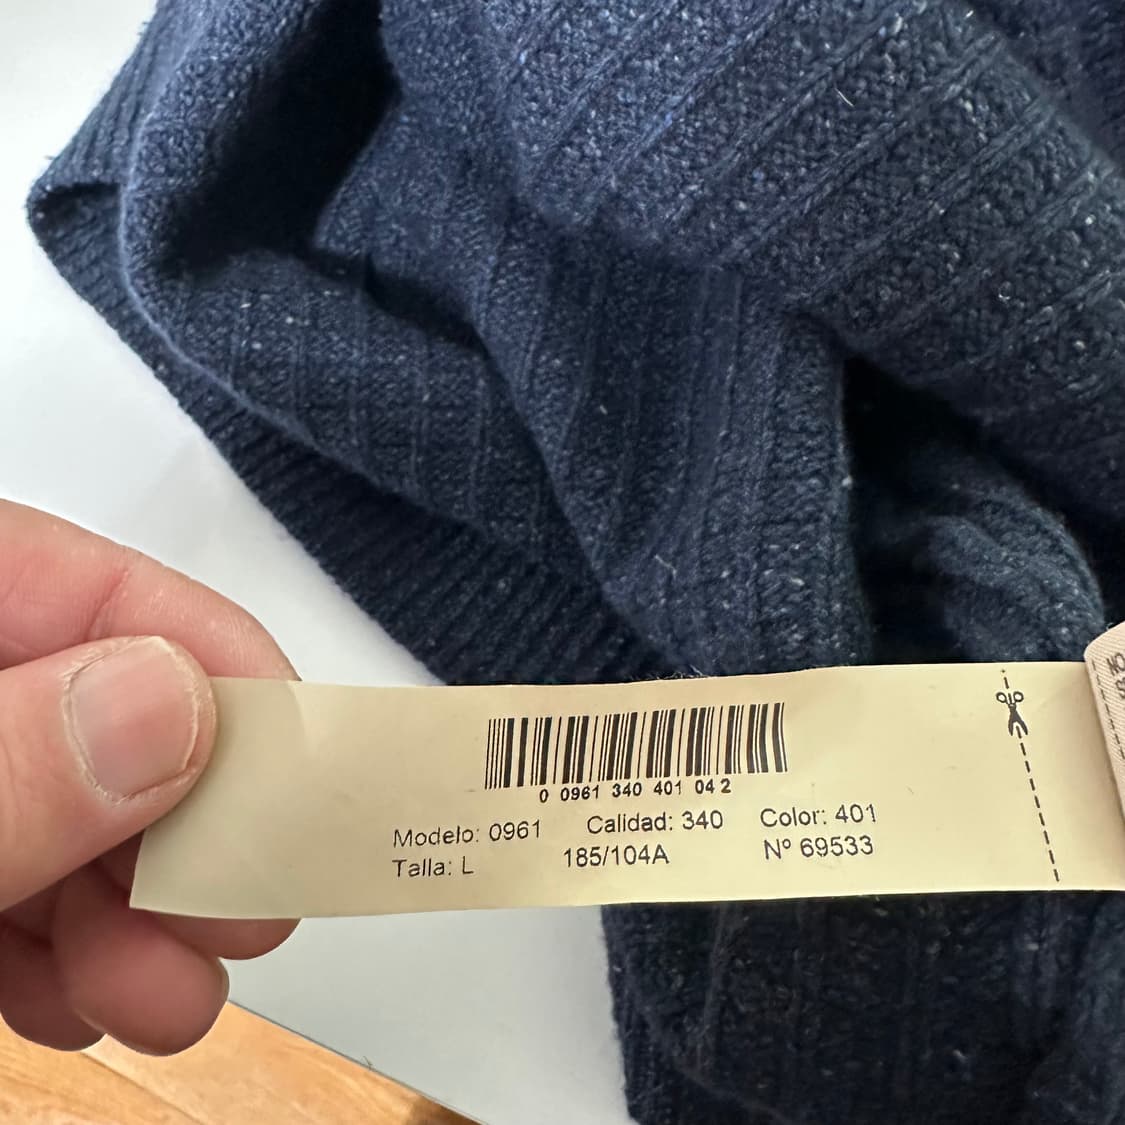 0 0961 340 401 04 2
Modelo: 0961 Calidad: 340 Color: 401
Talla: L 185/104A Nº 69533